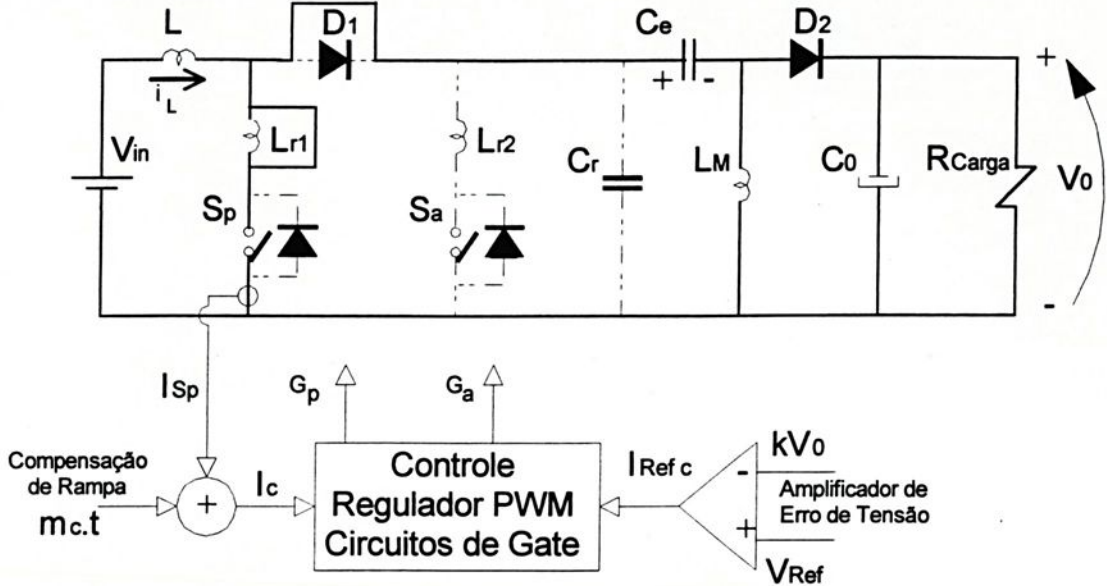 L
D1
Ce
D2
+
-
+
iL
Vin
Lr1
Lr2
Cr
LM
C0
RCarga
V0
Sp
Sa
-
ISp
Gp
Ga
Compensação
de Rampa
mc.t
+
Ic
Controle
Regulador PWM
Circuitos de Gate
IRef c
-
+
kV0
Amplificador de
Erro de Tensão
VRef